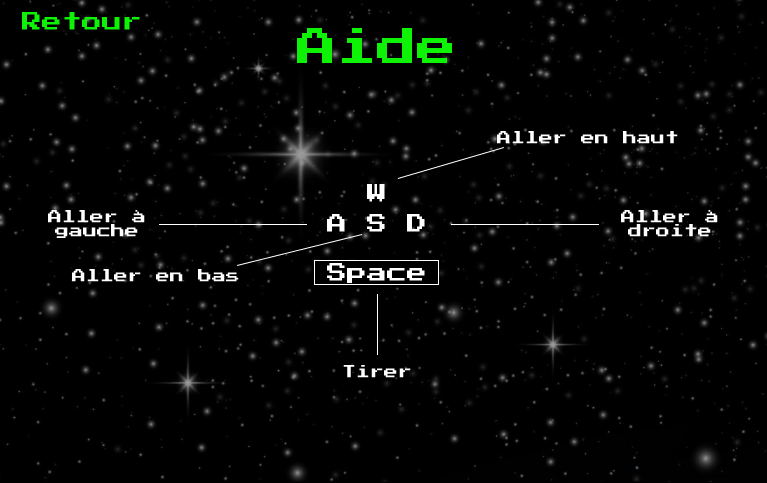 Retour
Aide
Aller en haut
W
Aller à
gauche
A S D
Aller à
droite
Aller en bas
Space
Tirer